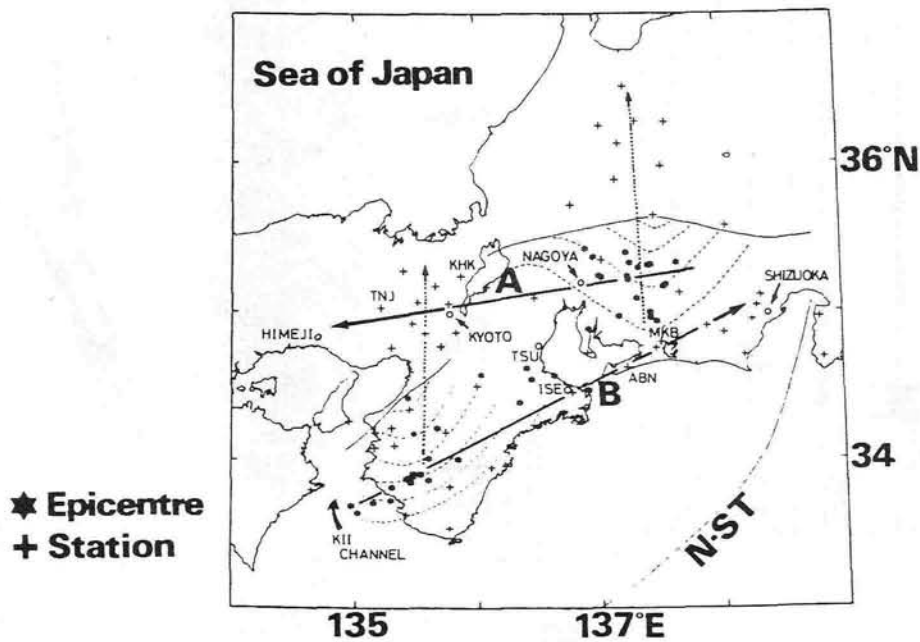 Sea of Japan
36°N
KHK
A
NAGOYA
SHIZUOKA
TNJ
HIMEJI
KYOTO
TSU
MKB
ISE
B
ABN
34
★ Epicentre
+ Station
KII
CHANNEL
N·ST
135
137°E